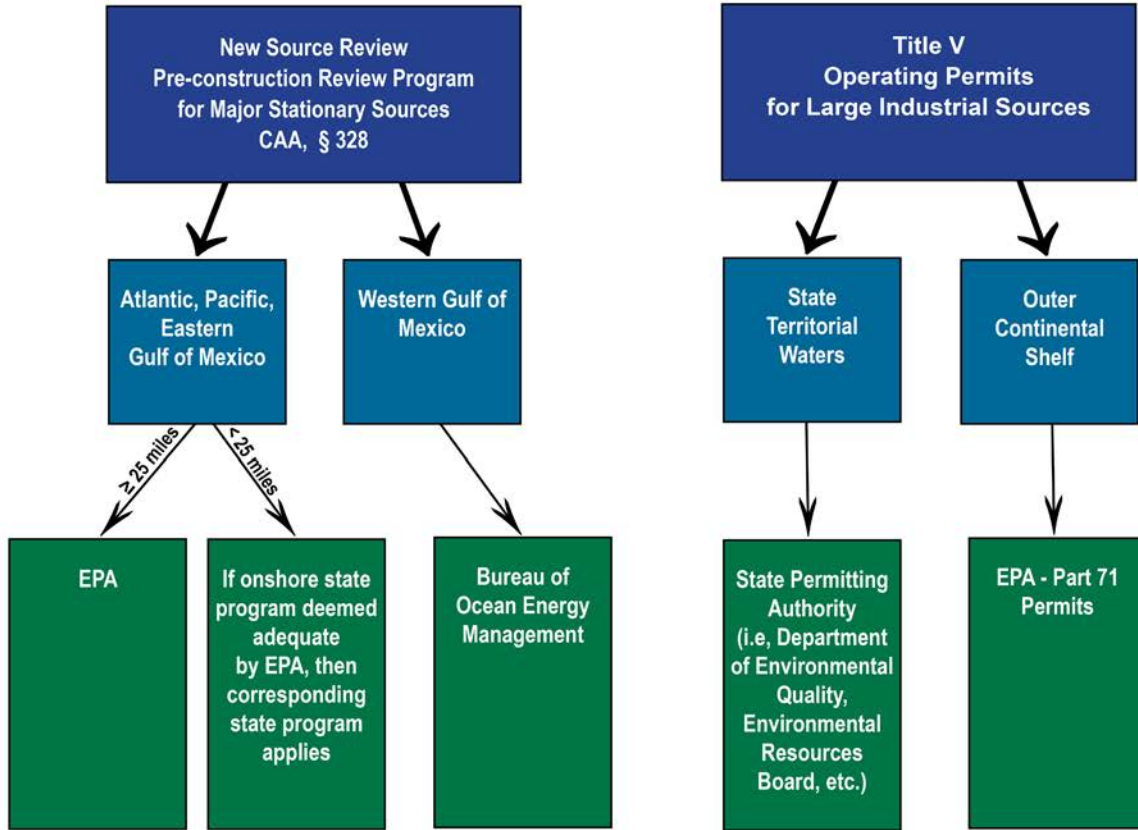 New Source Review
Pre-construction Review Program
for Major Stationary Sources
CAA, § 328
Atlantic, Pacific,
Eastern
Gulf of Mexico
Western Gulf of
Mexico
≥ 25 miles
< 25 miles
EPA
If onshore state
program deemed
adequate
by EPA, then
corresponding
state program
applies
Bureau of
Ocean Energy
Management
Title V
Operating Permits
for Large Industrial Sources
State
Territorial
Waters
Outer
Continental
Shelf
State Permitting
Authority
(i.e, Department
of Environmental
Quality,
Environmental
Resources
Board, etc.)
EPA - Part 71
Permits